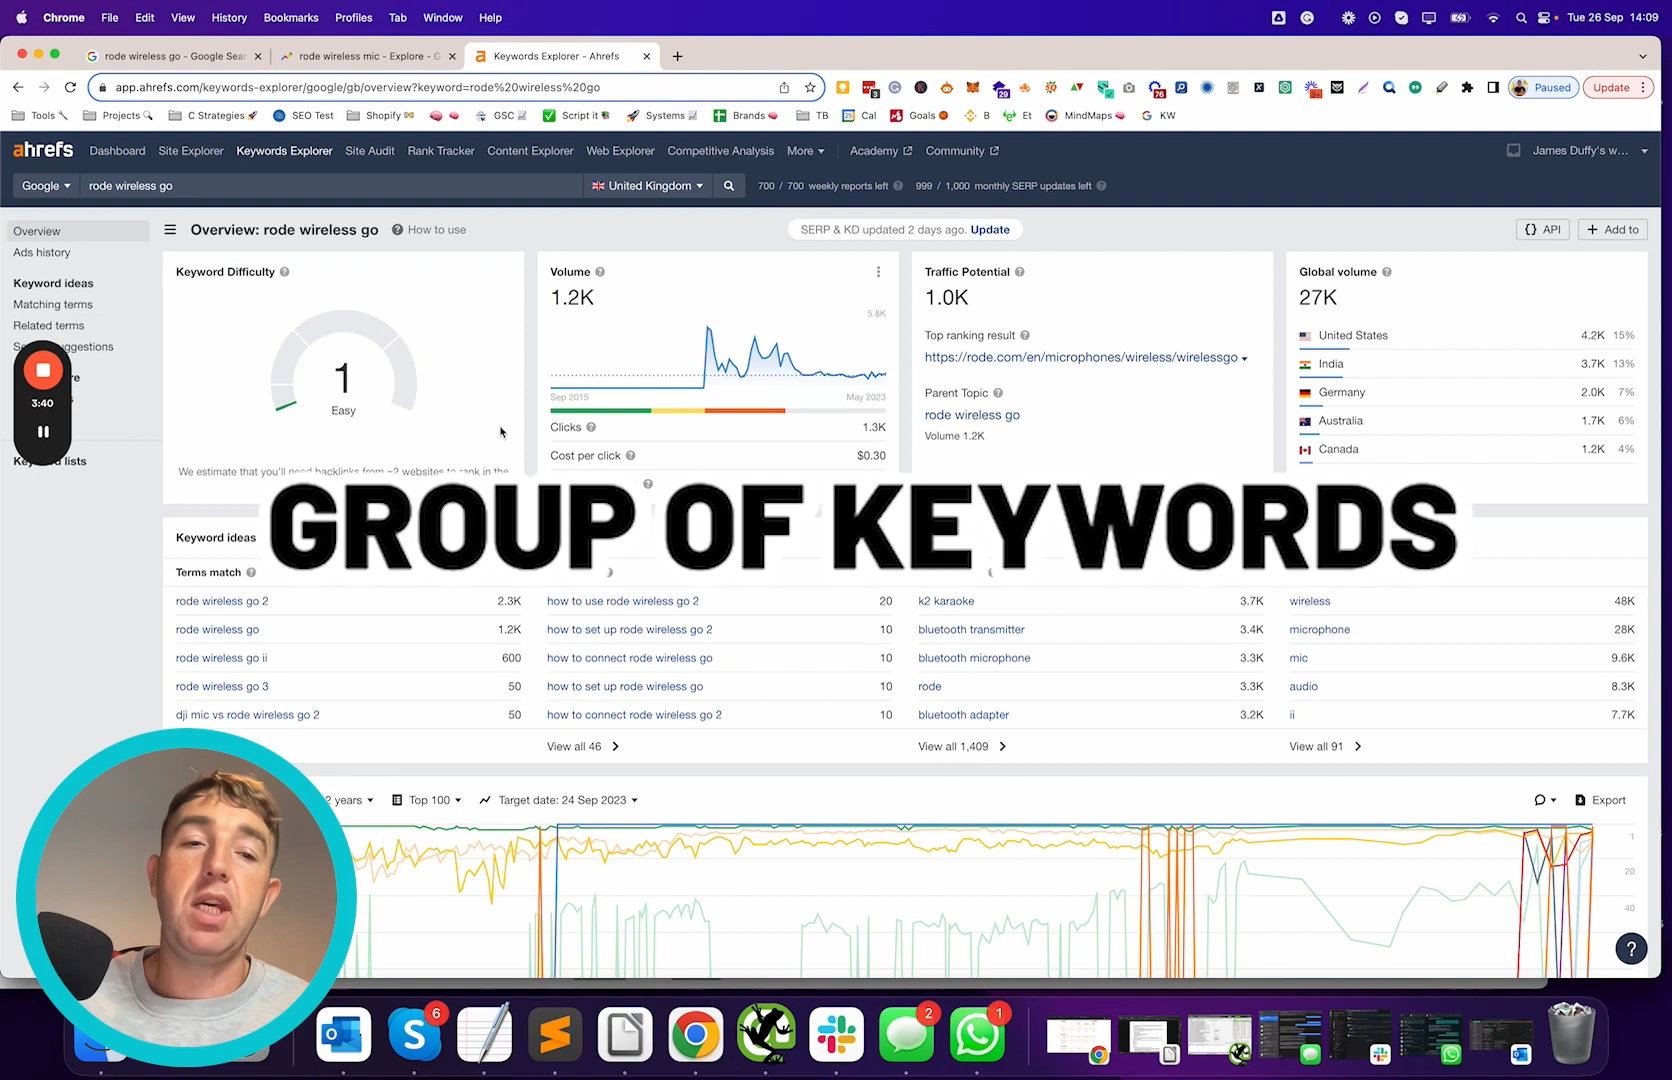 Chrome File Edit View History Bookmarks Profiles Tab Window Help
Tue 26 Sep 14:09
rode wireless go - Google Sear
rode wireless mic - Explore - G
Keywords Explorer - Ahrefs
app.ahrefs.com/keywords-explorer/google/gb/overview?keyword=rode%20wireless%20go
Paused
Update
Tools
Projects
C Strategies
SEO Test
Shopify
GSC
Script it
Systems
Brands
TB
Cal
Goals
B
Et
MindMaps
KW
ahrefs
Dashboard Site Explorer Keywords Explorer Site Audit Rank Tracker Content Explorer Web Explorer Competitive Analysis More
Academy Community
James Duffy's w...
Google rode wireless go United Kingdom 700 / 700 weekly reports left 999 / 1,000 monthly SERP updates left
Overview
Ads history
Keyword ideas
Matching terms
Related terms
3:40
Overview: rode wireless go How to use
SERP & KD updated 2 days ago. Update
API
+ Add to
Keyword Difficulty
1
Easy
We estimate that you'll need backlinks from ~2 websites to rank in the
Volume
1.2K
5.8K
Sep 2015 May 2023
Clicks 1.3K
Cost per click $0.30
Traffic Potential
1.0K
Top ranking result
https://rode.com/en/microphones/wireless/wirelessgo
Parent Topic
rode wireless go
Volume 1.2K
Global volume
27K
United States 4.2K 15%
India 3.7K 13%
Germany 2.0K 7%
Australia 1.7K 6%
Canada 1.2K 4%
GROUP OF KEYWORDS
Keyword ideas
Terms match
rode wireless go 2 2.3K
rode wireless go 1.2K
rode wireless go ii 600
rode wireless go 3 50
dji mic vs rode wireless go 2 50
how to use rode wireless go 2 20
how to set up rode wireless go 2 10
how to connect rode wireless go 10
how to set up rode wireless go 10
how to connect rode wireless go 2 10
View all 46
k2 karaoke 3.7K
bluetooth transmitter 3.4K
bluetooth microphone 3.3K
rode 3.3K
bluetooth adapter 3.2K
View all 1,409
wireless 48K
microphone 28K
mic 9.6K
audio 8.3K
ii 7.7K
View all 91
2 years Top 100 Target date: 24 Sep 2023
Export
1
20
40
?
6
2
1